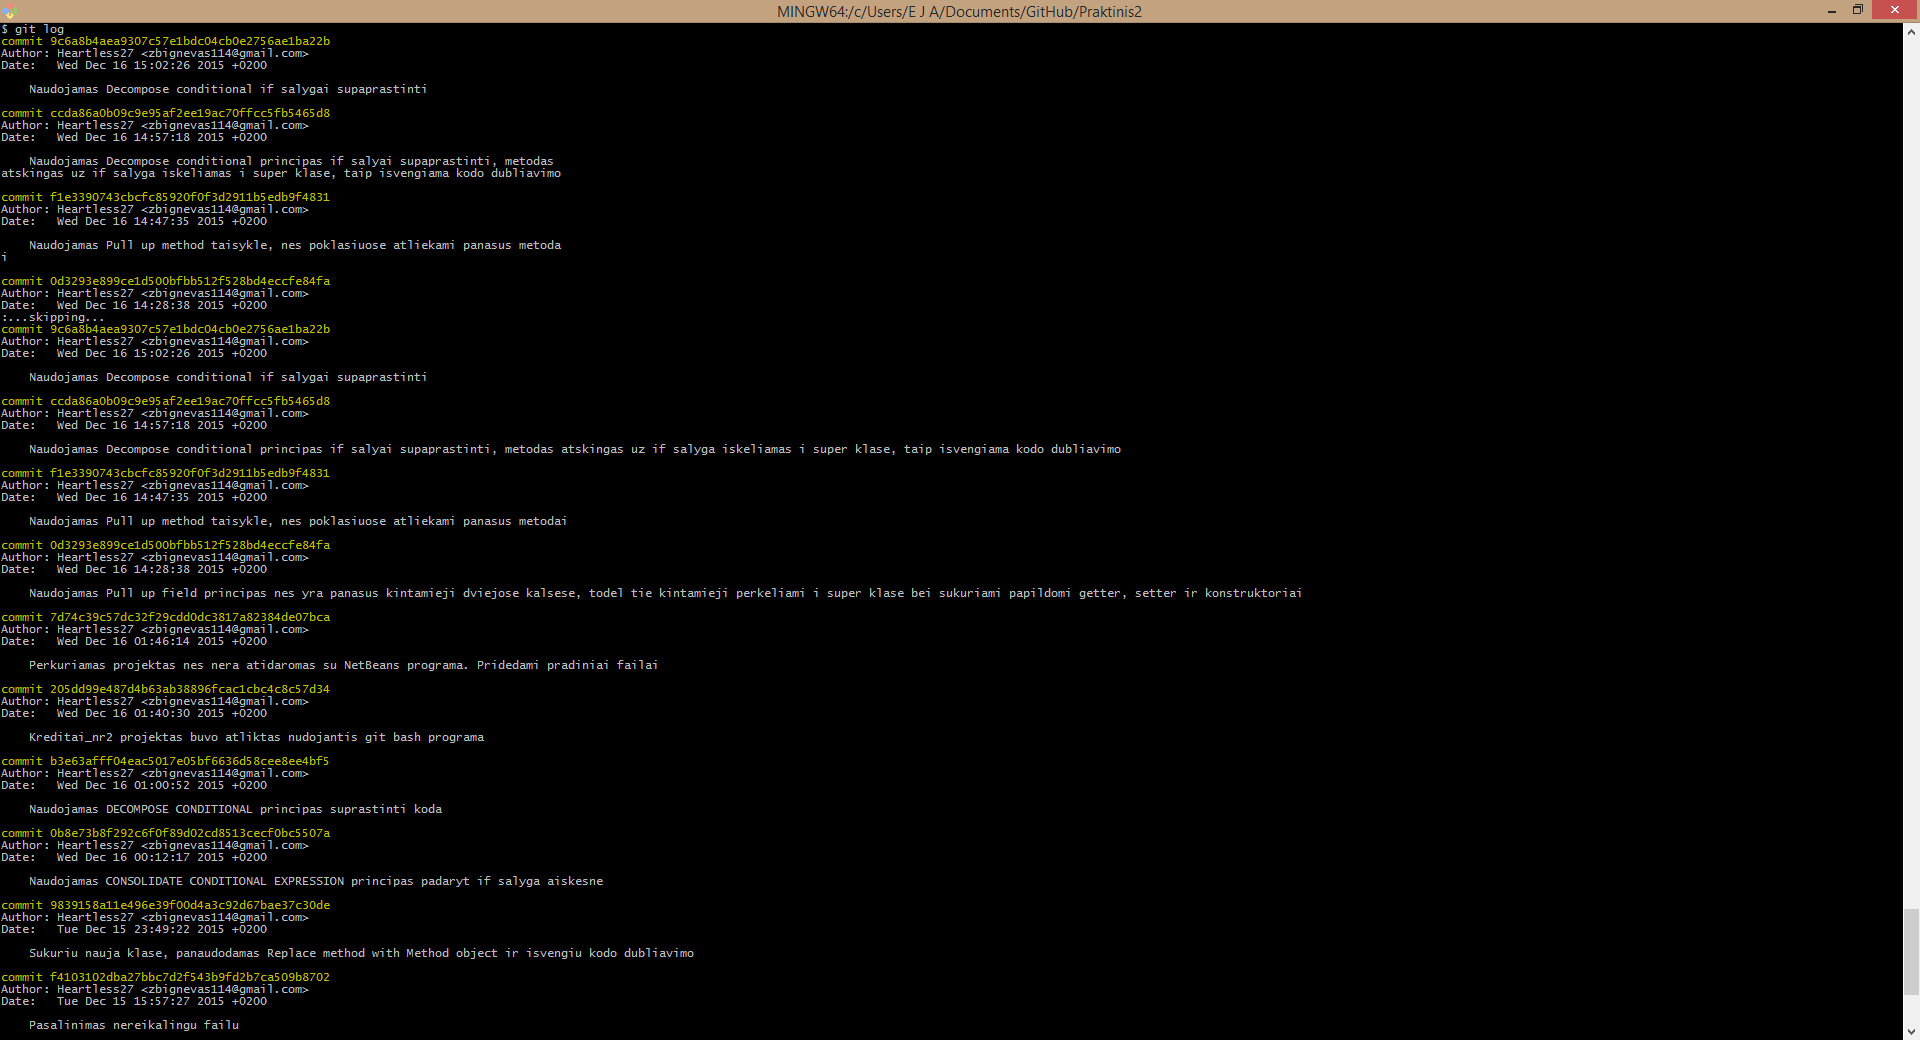 MINGW64:/c/Users/E J A/Documents/GitHub/Praktinis2
$ git log
commit 9c6a8b4aea9307c57e1bdc04cb0e2756ae1ba22b
Author: Heartless27 <zbignevas114@gmail.com>
Date:   Wed Dec 16 15:02:26 2015 +0200
Naudojamas Decompose conditional if salygai supaprastinti
commit ccda86a0b09c9e95af2ee19ac70ffcc5fb5465d8
Author: Heartless27 <zbignevas114@gmail.com>
Date:   Wed Dec 16 14:57:18 2015 +0200
Naudojamas Decompose conditional principas if salyai supaprastinti, metodas
atskingas uz if salyga iskeliamas i super klase, taip isvengiama kodo dubliavimo
commit f1e3390743cbcfc85920f0f3d2911b5edb9f4831
Author: Heartless27 <zbignevas114@gmail.com>
Date:   Wed Dec 16 14:47:35 2015 +0200
Naudojamas Pull up method taisykle, nes poklasiuose atliekami panasus metoda
i
commit 0d3293e899ce1d500bfbb512f528bd4eccfe84fa
Author: Heartless27 <zbignevas114@gmail.com>
Date:   Wed Dec 16 14:28:38 2015 +0200
:...skipping...
commit 9c6a8b4aea9307c57e1bdc04cb0e2756ae1ba22b
Author: Heartless27 <zbignevas114@gmail.com>
Date:   Wed Dec 16 15:02:26 2015 +0200
Naudojamas Decompose conditional if salygai supaprastinti
commit ccda86a0b09c9e95af2ee19ac70ffcc5fb5465d8
Author: Heartless27 <zbignevas114@gmail.com>
Date:   Wed Dec 16 14:57:18 2015 +0200
Naudojamas Decompose conditional principas if salyai supaprastinti, metodas atskingas uz if salyga iskeliamas i super klase, taip isvengiama kodo dubliavimo
commit f1e3390743cbcfc85920f0f3d2911b5edb9f4831
Author: Heartless27 <zbignevas114@gmail.com>
Date:   Wed Dec 16 14:47:35 2015 +0200
Naudojamas Pull up method taisykle, nes poklasiuose atliekami panasus metodai
commit 0d3293e899ce1d500bfbb512f528bd4eccfe84fa
Author: Heartless27 <zbignevas114@gmail.com>
Date:   Wed Dec 16 14:28:38 2015 +0200
Naudojamas Pull up field principas nes yra panasus kintamieji dviejose kalsese, todel tie kintamieji perkeliami i super klase bei sukuriami papildomi getter, setter ir konstruktoriai
commit 7d74c39c57dc32f29cdd0dc3817a82384de07bca
Author: Heartless27 <zbignevas114@gmail.com>
Date:   Wed Dec 16 01:46:14 2015 +0200
Perkuriamas projektas nes nera atidaromas su NetBeans programa. Pridedami pradiniai failai
commit 205dd99e487d4b63ab38896fcac1cbc4c8c57d34
Author: Heartless27 <zbignevas114@gmail.com>
Date:   Wed Dec 16 01:40:30 2015 +0200
Kreditai_nr2 projektas buvo atliktas nudojantis git bash programa
commit b3e63afff04eac5017e05bf6636d58cee8ee4bf5
Author: Heartless27 <zbignevas114@gmail.com>
Date:   Wed Dec 16 01:00:52 2015 +0200
Naudojamas DECOMPOSE CONDITIONAL principas suprastinti koda
commit 0b8e73b8f292c6f0f89d02cd8513cecf0bc5507a
Author: Heartless27 <zbignevas114@gmail.com>
Date:   Wed Dec 16 00:12:17 2015 +0200
Naudojamas CONSOLIDATE CONDITIONAL EXPRESSION principas padaryt if salyga aiskesne
commit 9839158a11e496e39f00d4a3c92d67bae37c30de
Author: Heartless27 <zbignevas114@gmail.com>
Date:   Tue Dec 15 23:49:22 2015 +0200
Sukuriu nauja klase, panaudodamas Replace method with Method object ir isvengiu kodo dubliavimo
commit f4103102dba27bbc7d2f543b9fd2b7ca509b8702
Author: Heartless27 <zbignevas114@gmail.com>
Date:   Tue Dec 15 15:57:27 2015 +0200
Pasalinimas nereikalingu failu